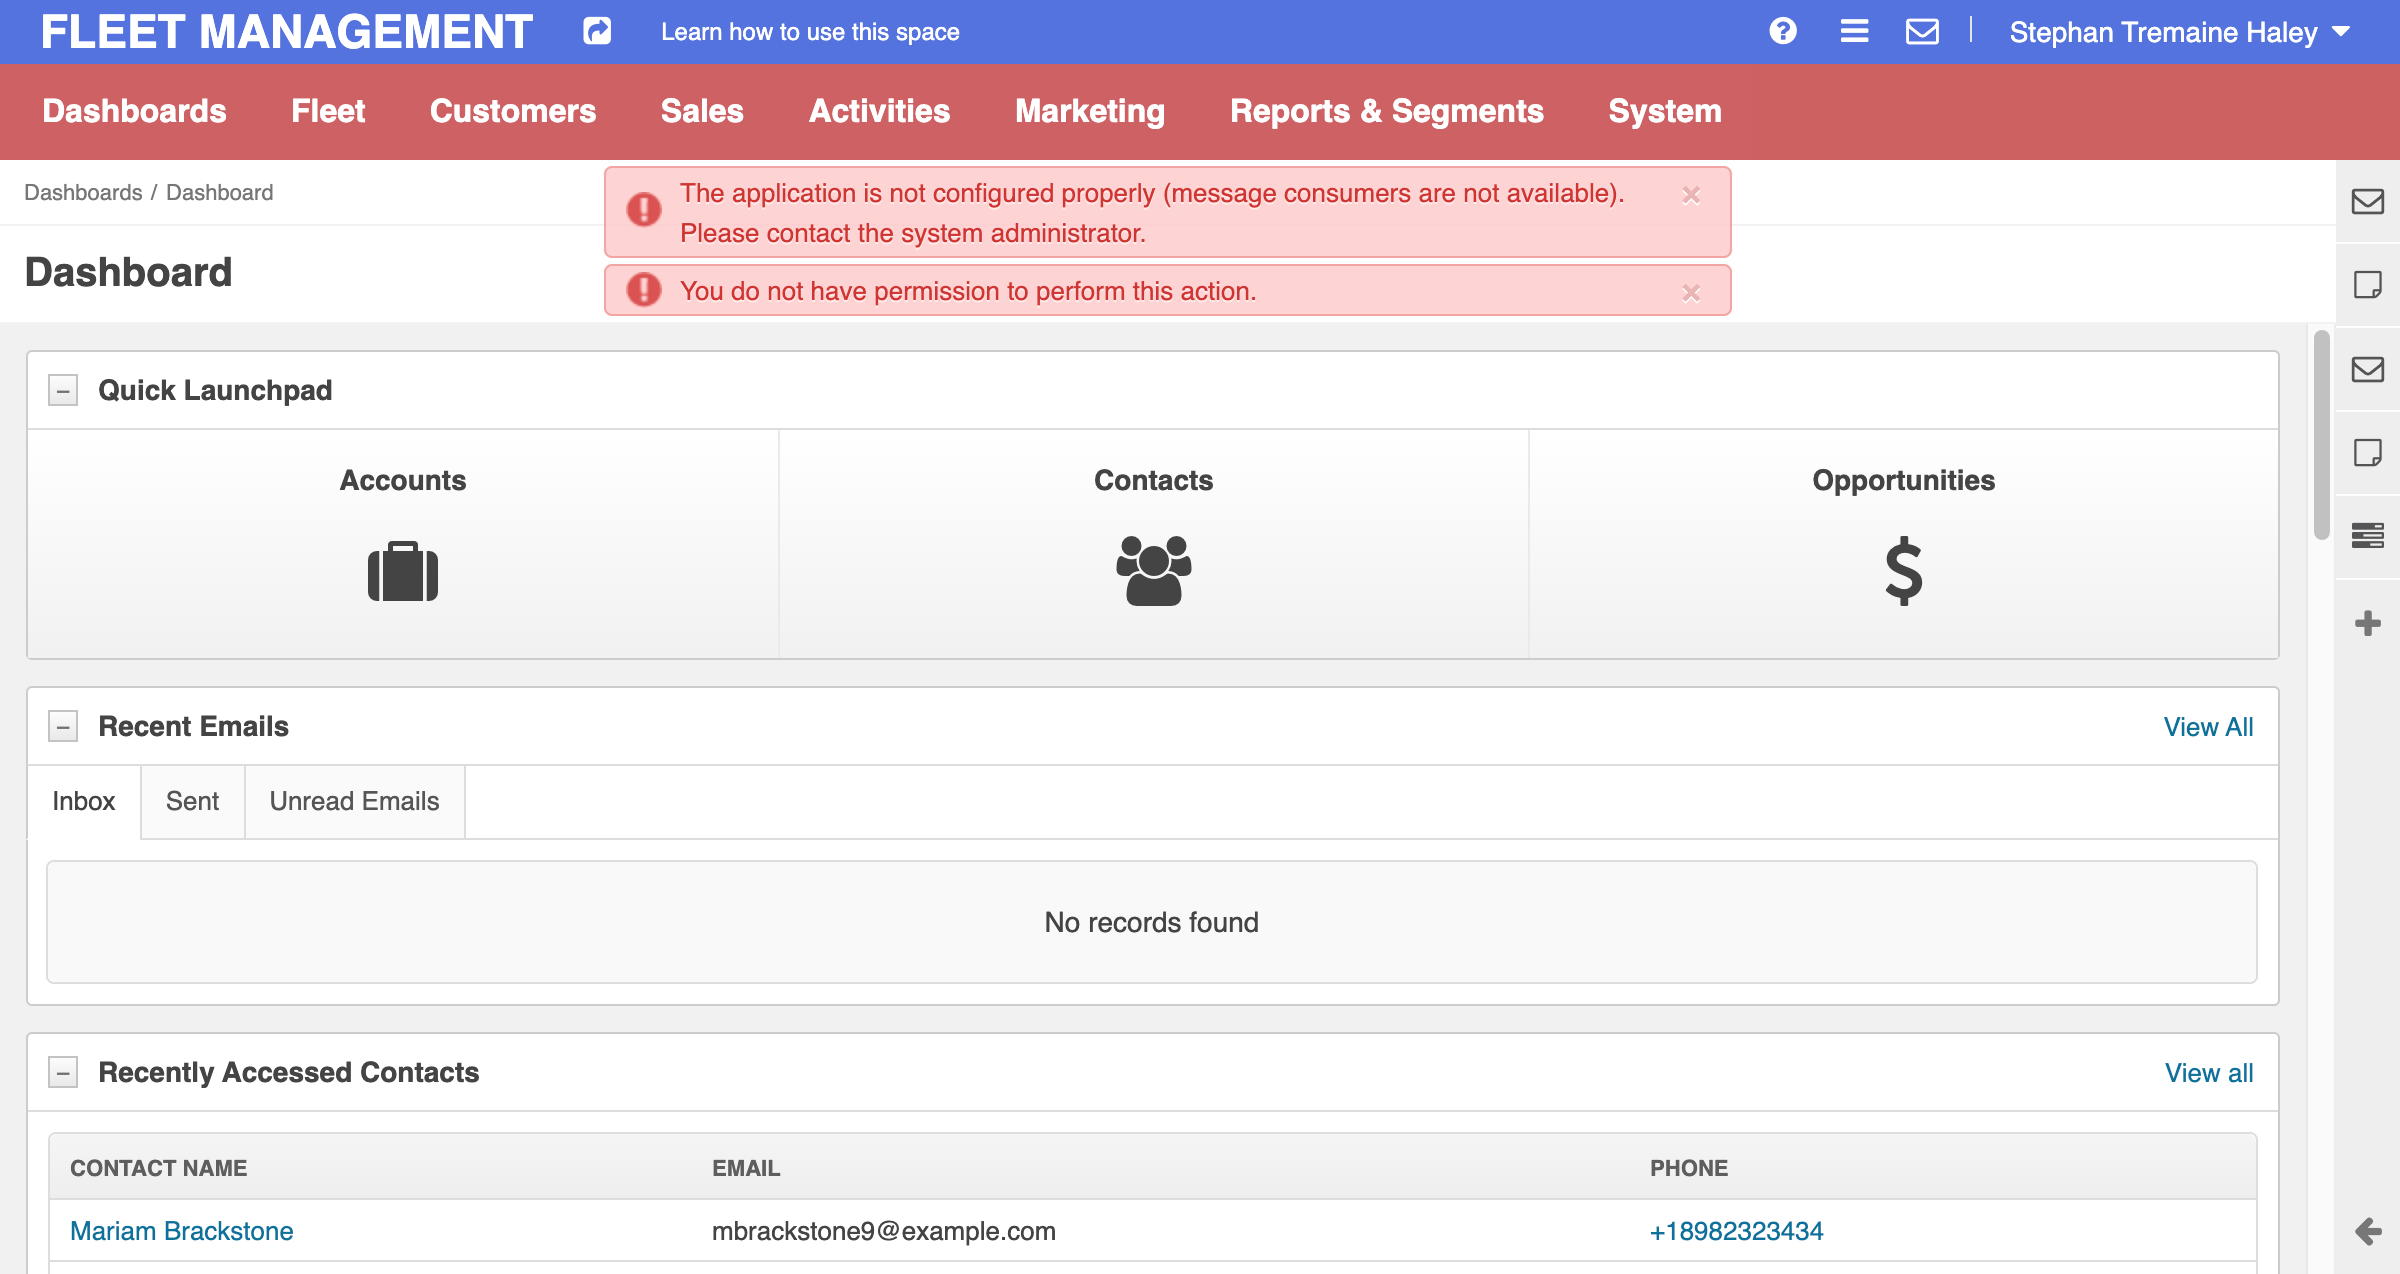 FLEET MANAGEMENT
Learn how to use this space
Stephan Tremaine Haley
Dashboards
Fleet
Customers
Sales
Activities
Marketing
Reports & Segments
System
Dashboards / Dashboard
The application is not configured properly (message consumers are not available).
Please contact the system administrator.
You do not have permission to perform this action.
Dashboard
Quick Launchpad
Accounts
Contacts
Opportunities
Recent Emails
View All
Inbox
Sent
Unread Emails
No records found
Recently Accessed Contacts
View all
CONTACT NAME
EMAIL
PHONE
Mariam Brackstone
mbrackstone9@example.com
+18982323434